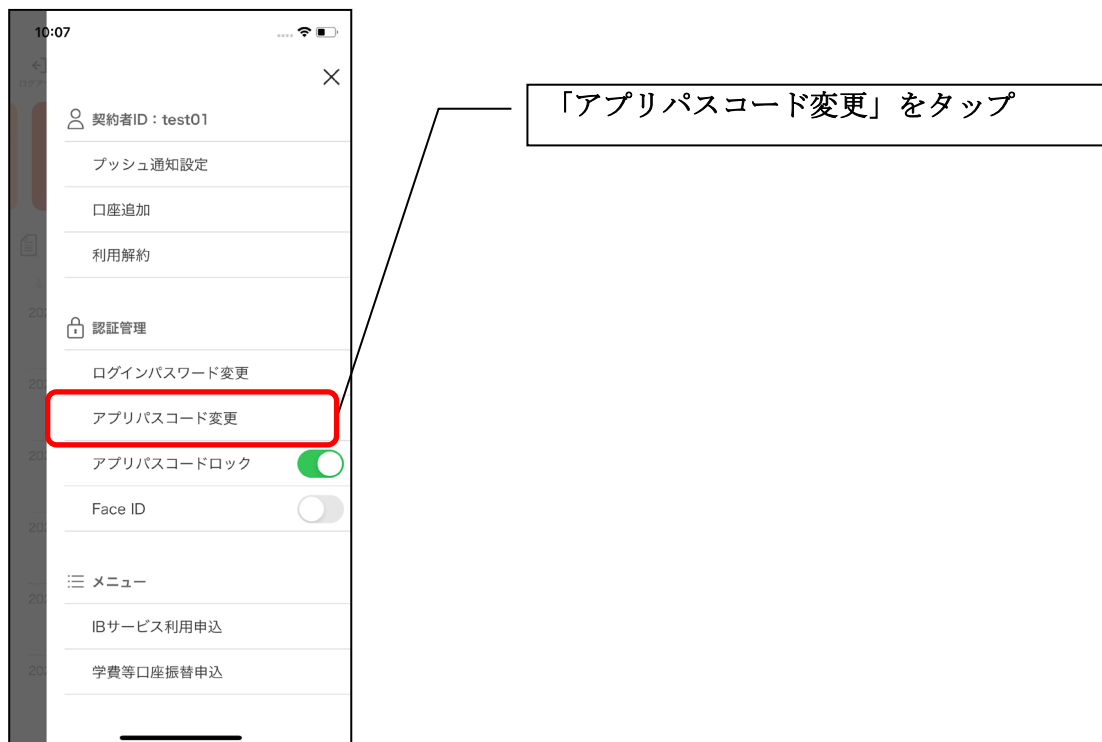 10:07
「アプリパスコード変更」をタップ
契約者ID：test01
プッシュ通知設定
口座追加
利用解約
認証管理
ログインパスワード変更
アプリパスコード変更
アプリパスコードロック
Face ID
メニュー
IBサービス利用申込
学費等口座振替申込